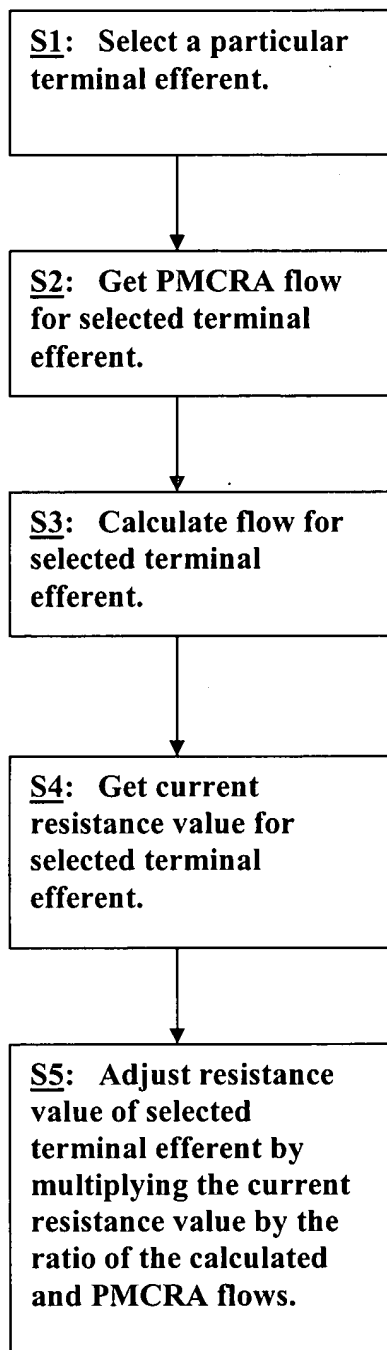 S1: Select a particular
terminal efferent.
S2: Get PMCRA flow
for selected terminal
efferent.
S3: Calculate flow for
selected terminal
efferent.
S4: Get current
resistance value for
selected terminal
efferent.
S5: Adjust resistance
value of selected
terminal efferent by
multiplying the current
resistance value by the
ratio of the calculated
and PMCRA flows.